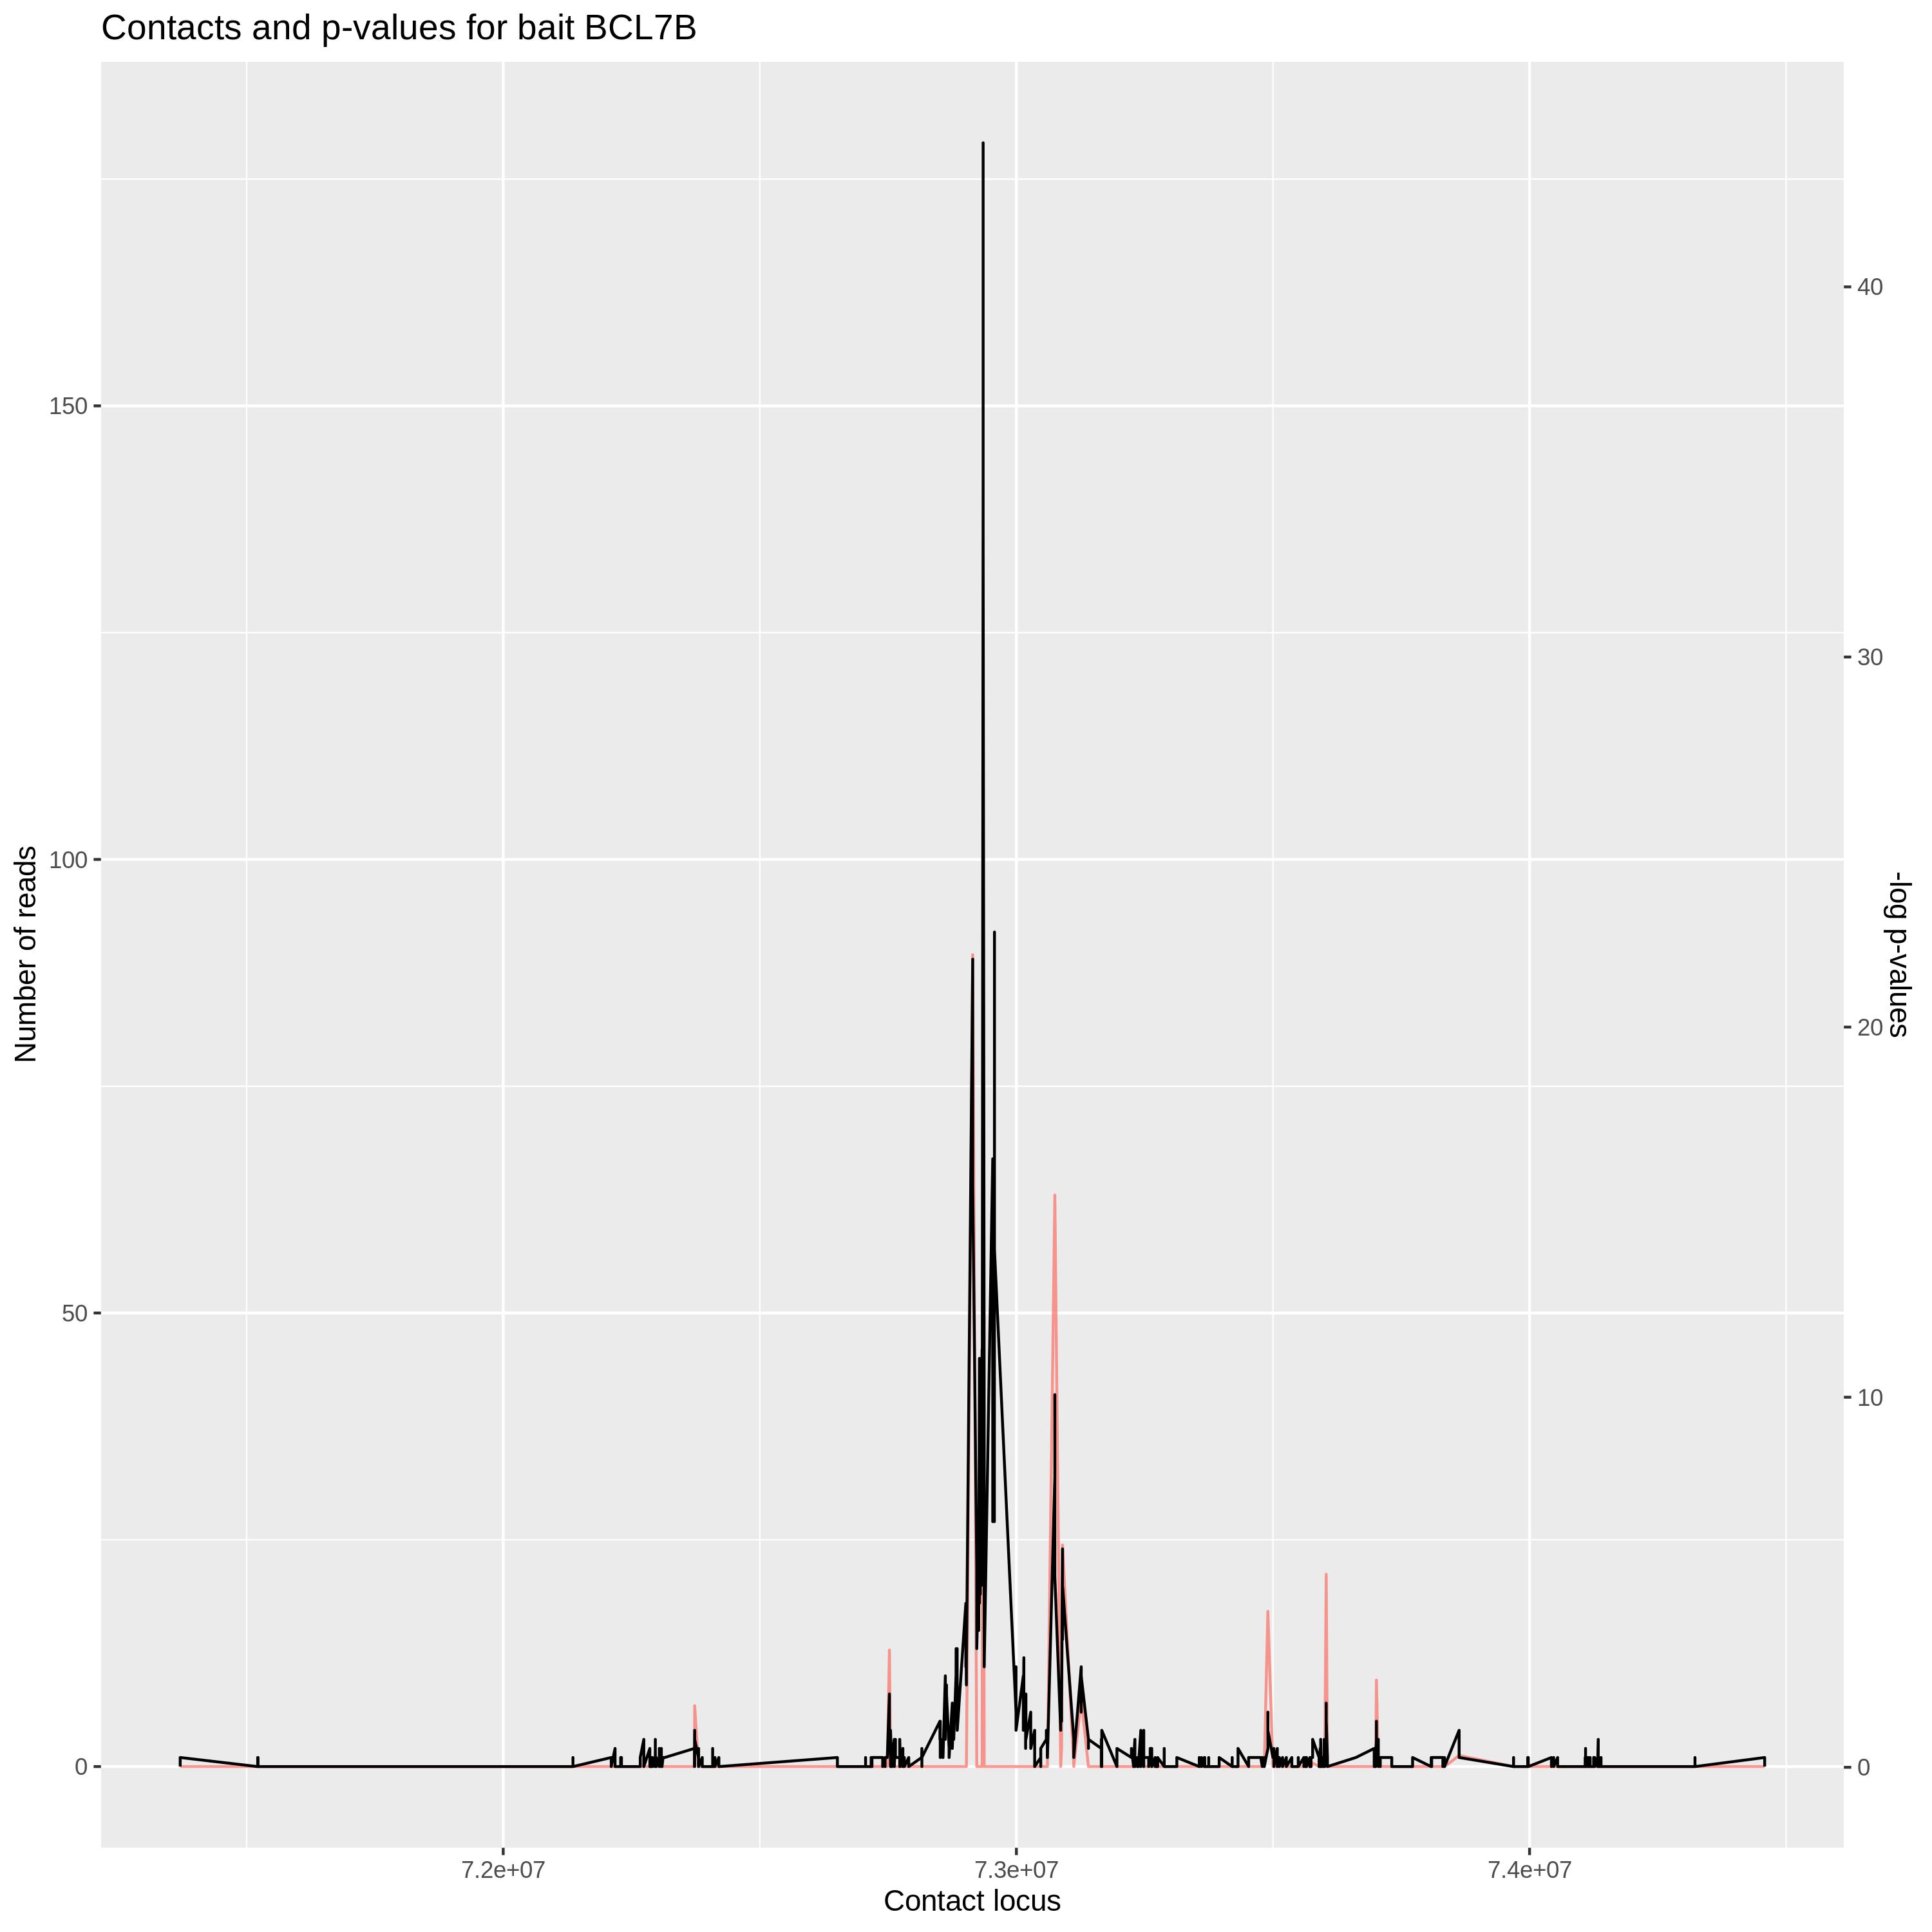 Contacts and p-values for bait BCL7B
Number of reads
150
100
50
0
40
30
20
10
0
-log p-values
7.2e+07
7.3e+07
7.4e+07
Contact locus